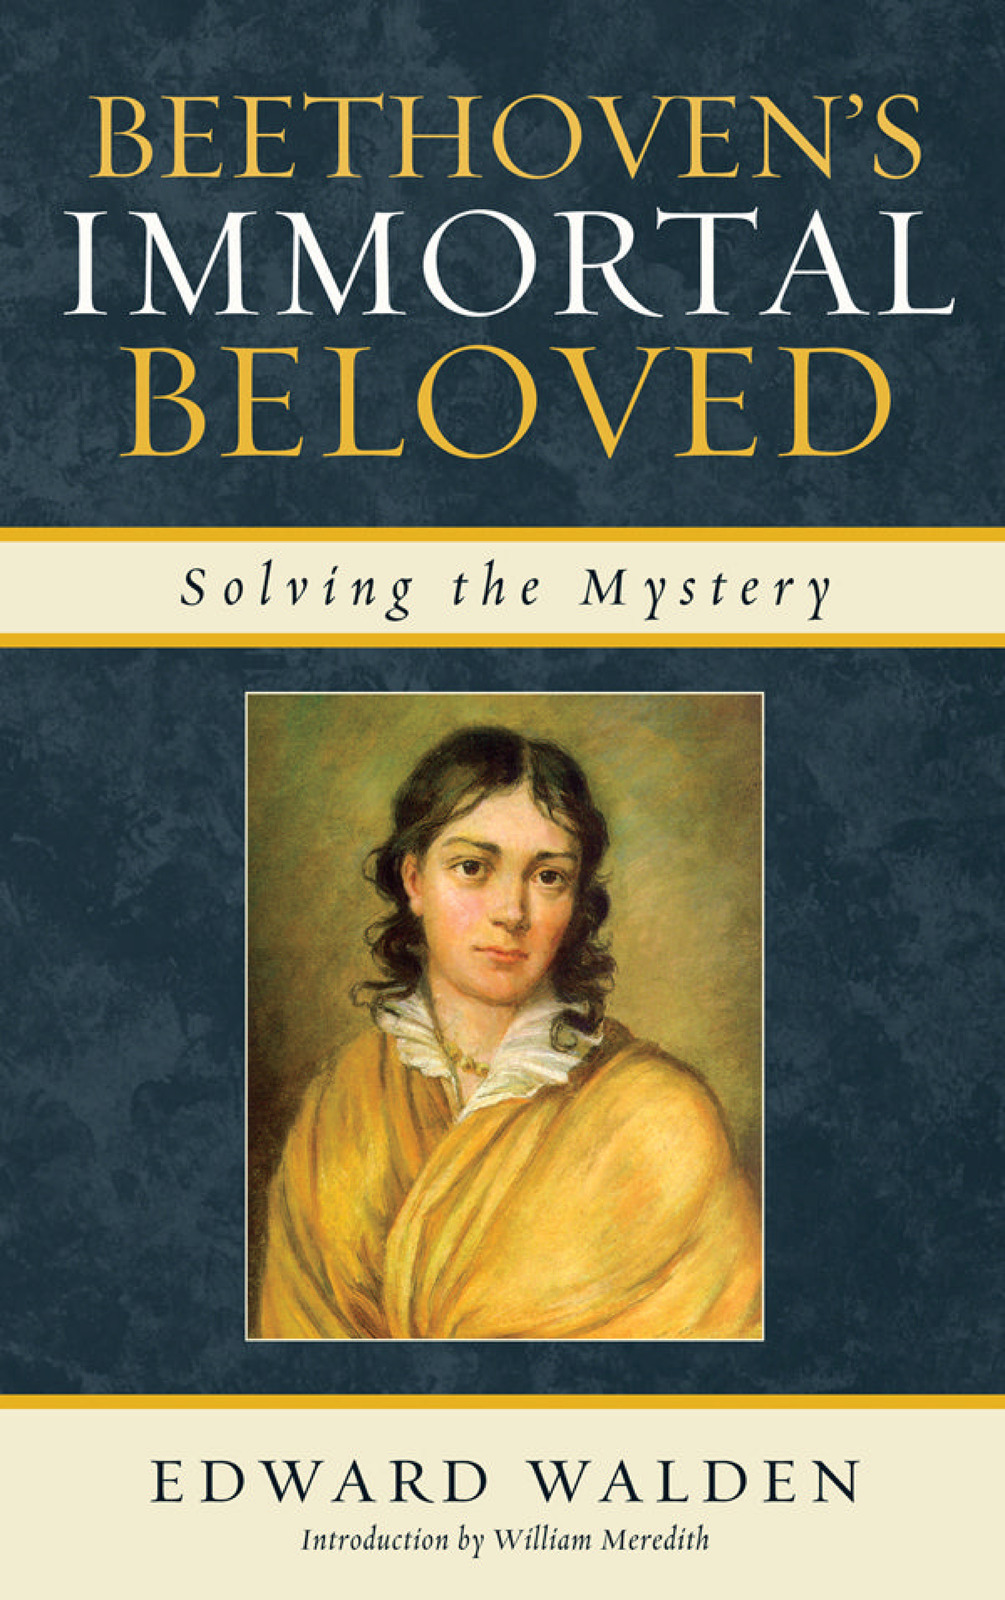 BEETHOVEN’S
IMMORTAL
BELOVED
Solving the Mystery
EDWARD WALDEN
Introduction by William Meredith